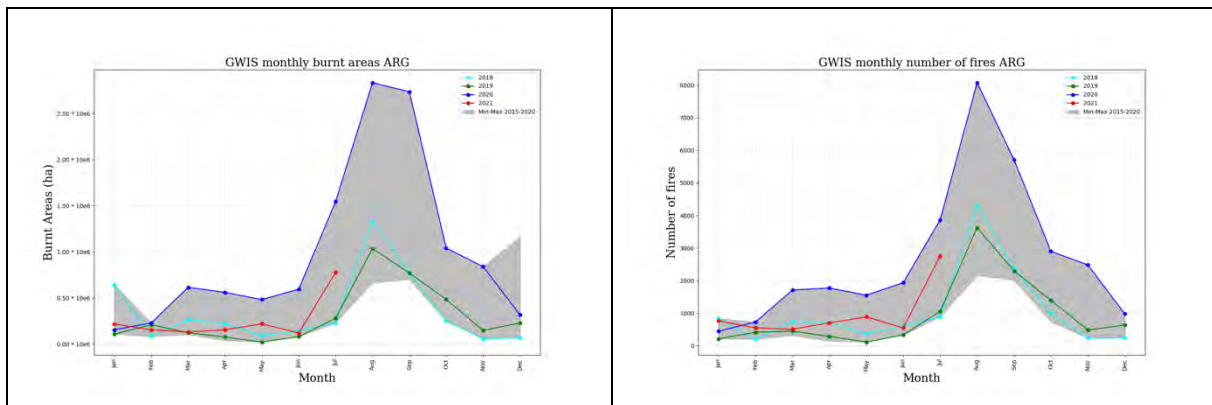 GWIS monthly burnt areas ARG
2018
2019
2020
2021
Min-Max 2015-2020
2.50 * 10e6
2.00 * 10e6
1.50 * 10e6
1.00 * 10e6
0.50 * 10e6
0.00 * 10e6
Burnt Areas (ha)
Jan
Feb
Mar
Apr
May
Jun
Jul
Aug
Sep
Oct
Nov
Dec
Month
GWIS monthly number of fires ARG
2018
2019
2020
2021
Min-Max 2015-2020
8000
7000
6000
5000
4000
3000
2000
1000
0
Number of fires
Jan
Feb
Mar
Apr
May
Jun
Jul
Aug
Sep
Oct
Nov
Dec
Month